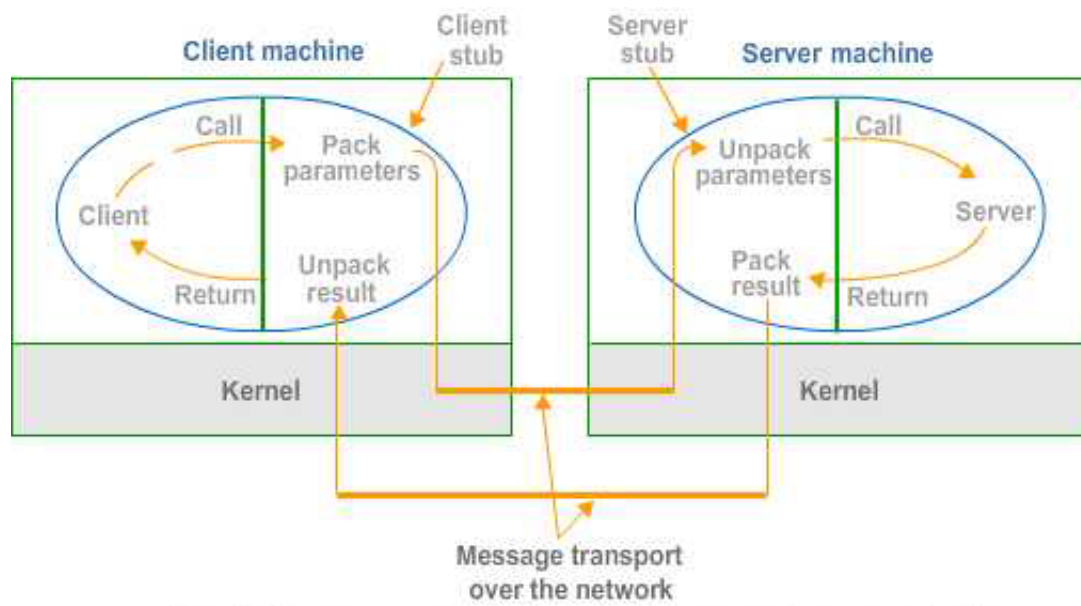 Client machine
Client
stub
Server
stub
Server machine
Call
Pack
parameters
Client
Return
Unpack
result
Unpack
parameters
Call
Server
Pack
result
Return
Kernel
Kernel
Message transport
over the network